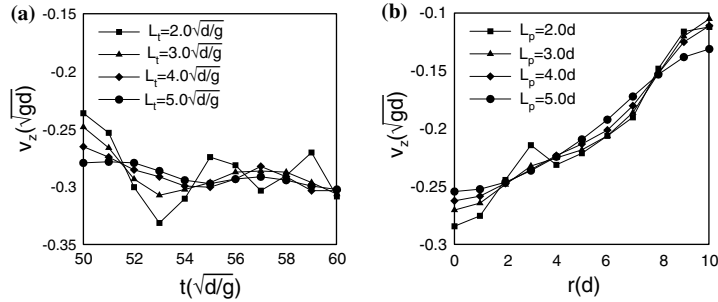 (a)
L_t=2.0√d/g
L_t=3.0√d/g
L_t=4.0√d/g
L_t=5.0√d/g
-0.15
-0.2
-0.25
-0.3
-0.35
v_z(√gd)
50 52 54 56 58 60
t(√d/g)
(b)
L_p=2.0d
L_p=3.0d
L_p=4.0d
L_p=5.0d
-0.1
-0.15
-0.2
-0.25
-0.3
v_z(√gd)
0 2 4 6 8 10
r(d)